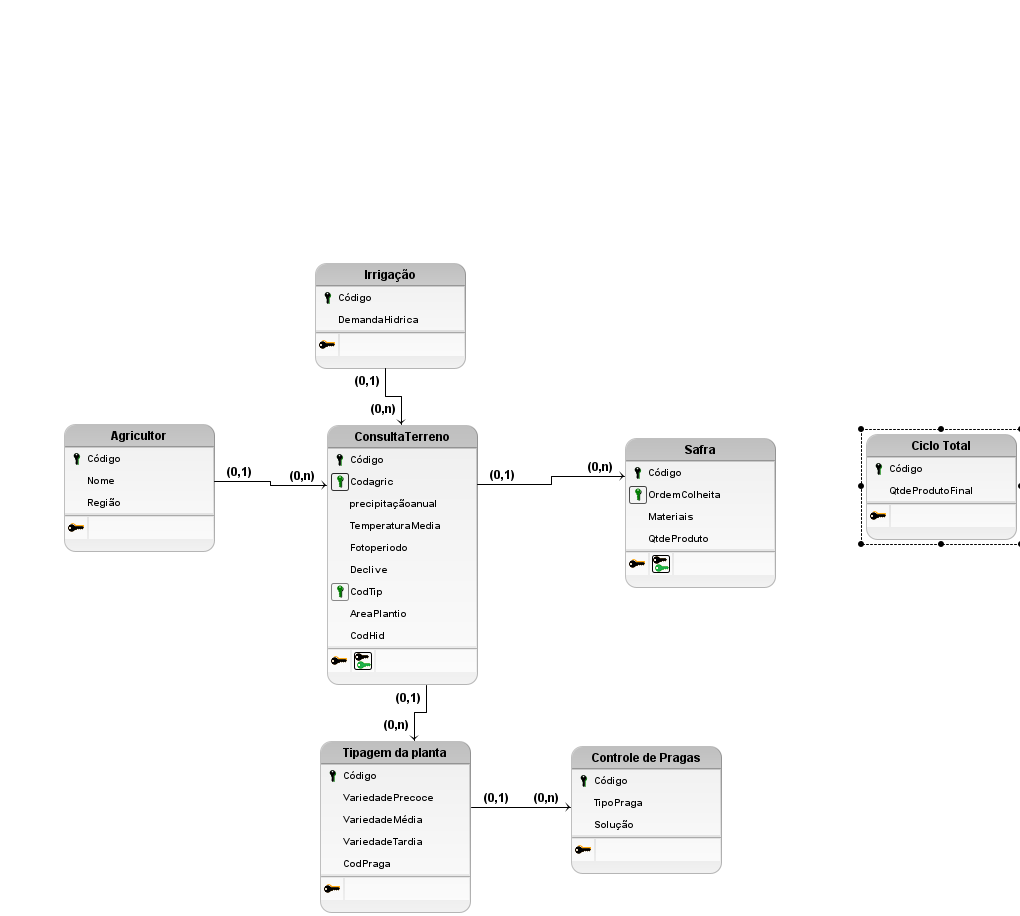 Irrigação
Código
DemandaHidrica
(0,1)
(0,n)
Agricultor
Código
Nome
Região
(0,1)
(0,n)
ConsultaTerreno
Código
Codagric
precipitaçãoanual
TemperaturaMedia
Fotoperiodo
Declive
CodTip
AreaPlantio
CodHid
(0,1)
(0,n)
Safra
Código
OrdemColheita
Materiais
QtdeProduto
Ciclo Total
Código
QtdeProdutoFinal
(0,1)
(0,n)
Tipagem da planta
Código
VariedadePrecoce
VariedadeMédia
VariedadeTardia
CodPraga
(0,1)
(0,n)
Controle de Pragas
Código
TipoPraga
Solução